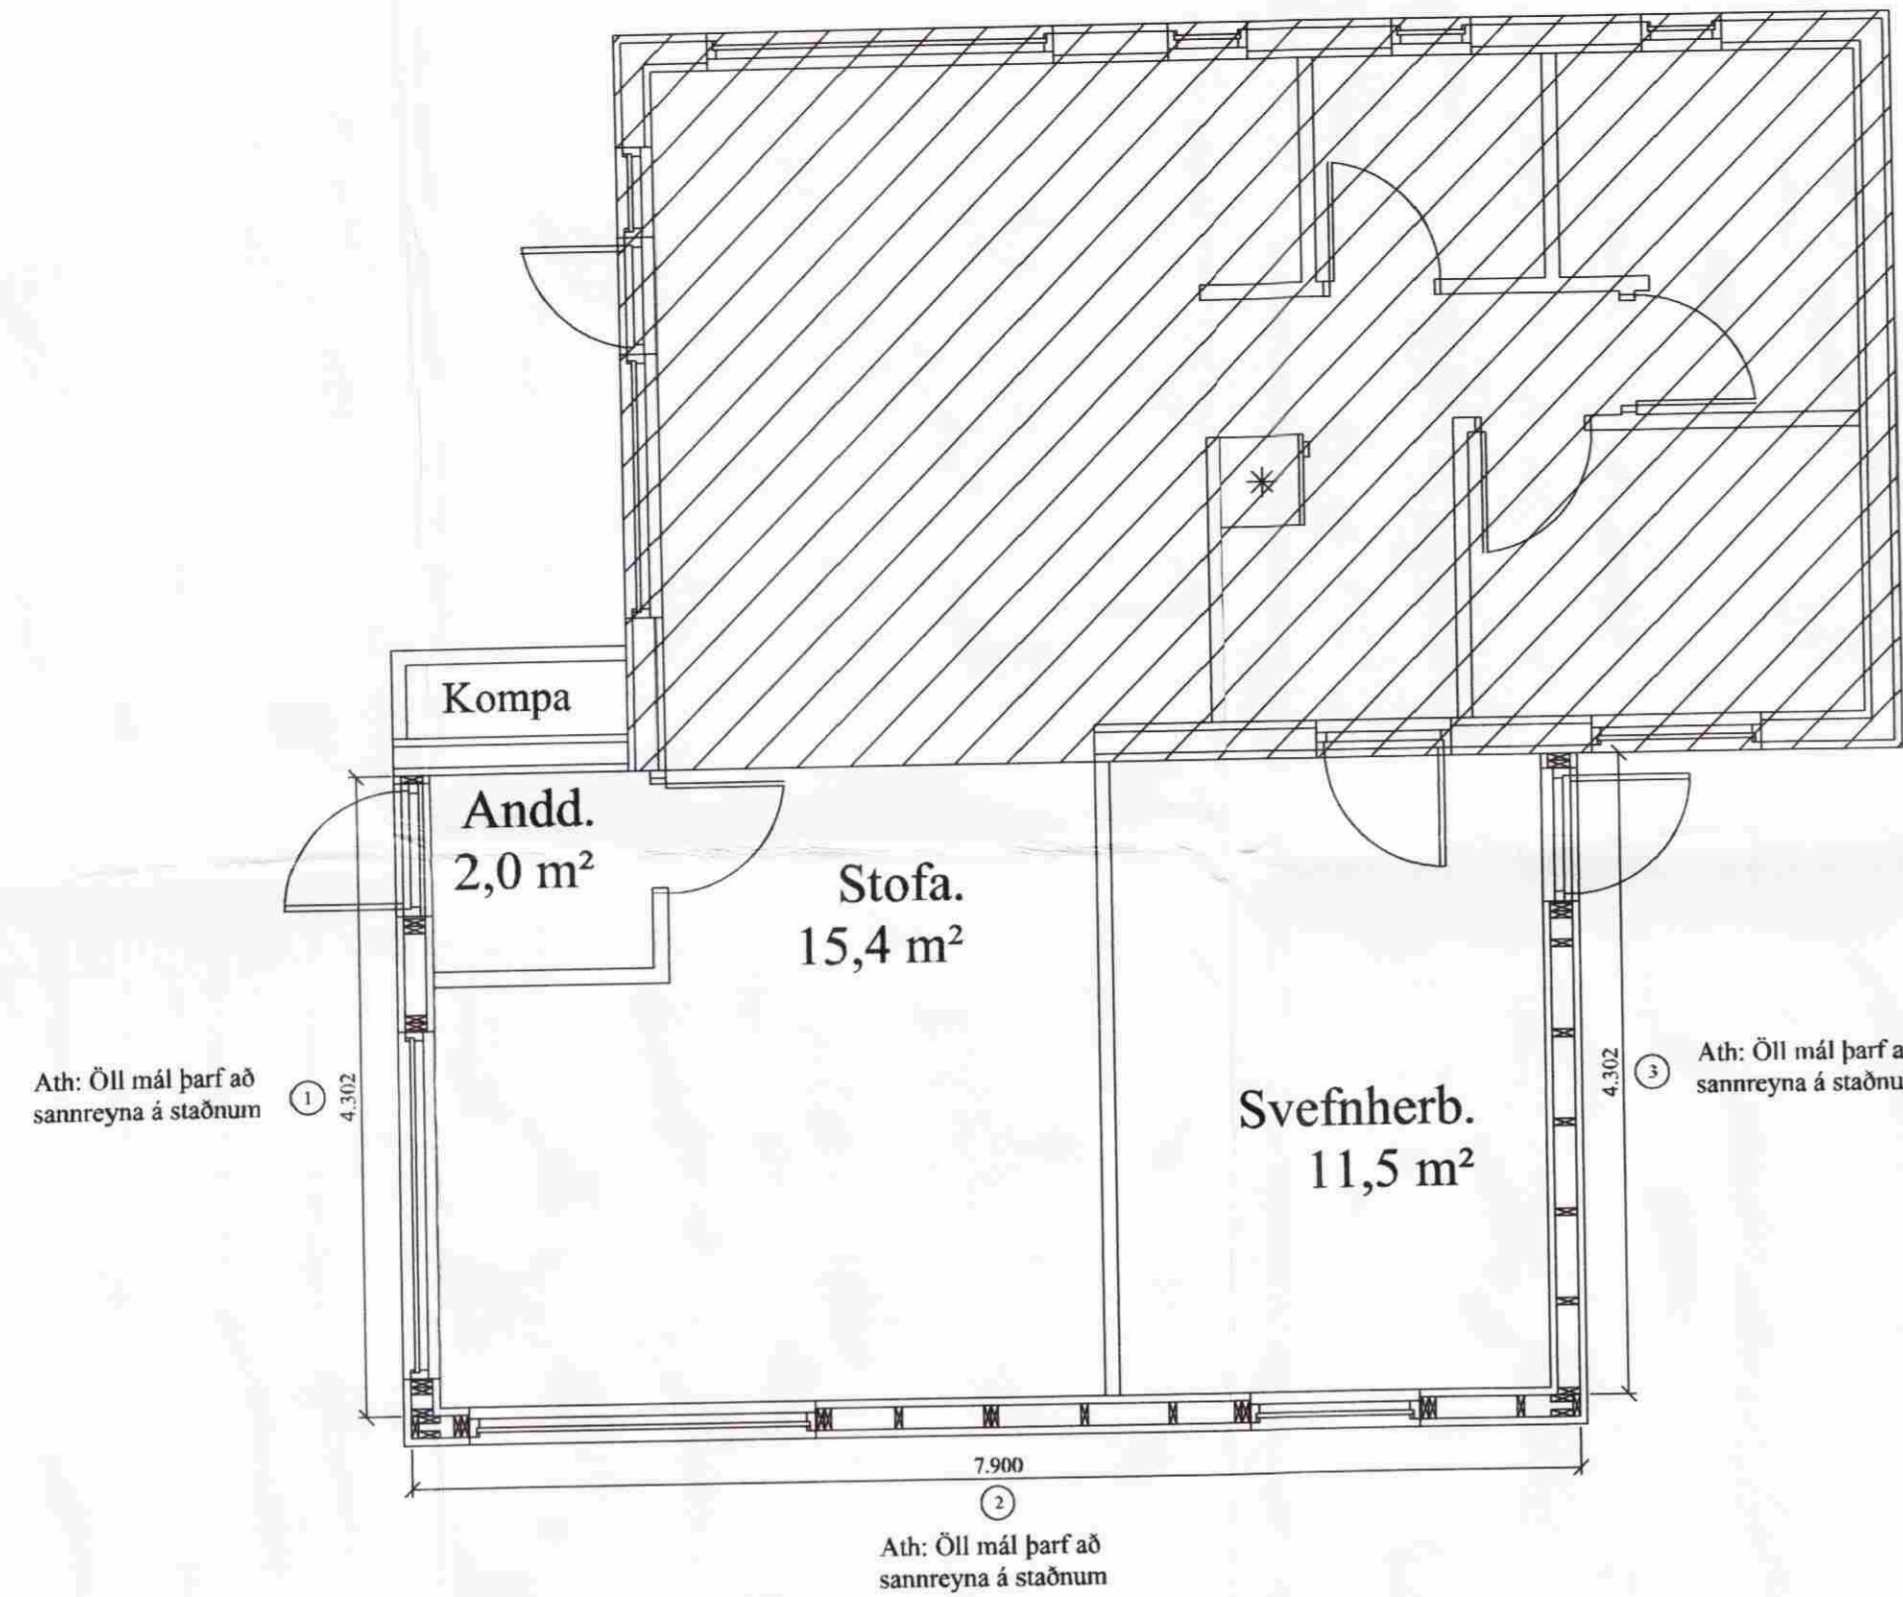 Kompa
Andd.
2,0 m²
Stofa.
15,4 m²
Svefnherb.
11,5 m²
Ath: Öll mál þarf að
sannreyna á staðnum
1
4.302
4.302
3
Ath: Öll mál þarf a
sannreyna á staðnu
7.900
2
Ath: Öll mál þarf að
sannreyna á staðnum